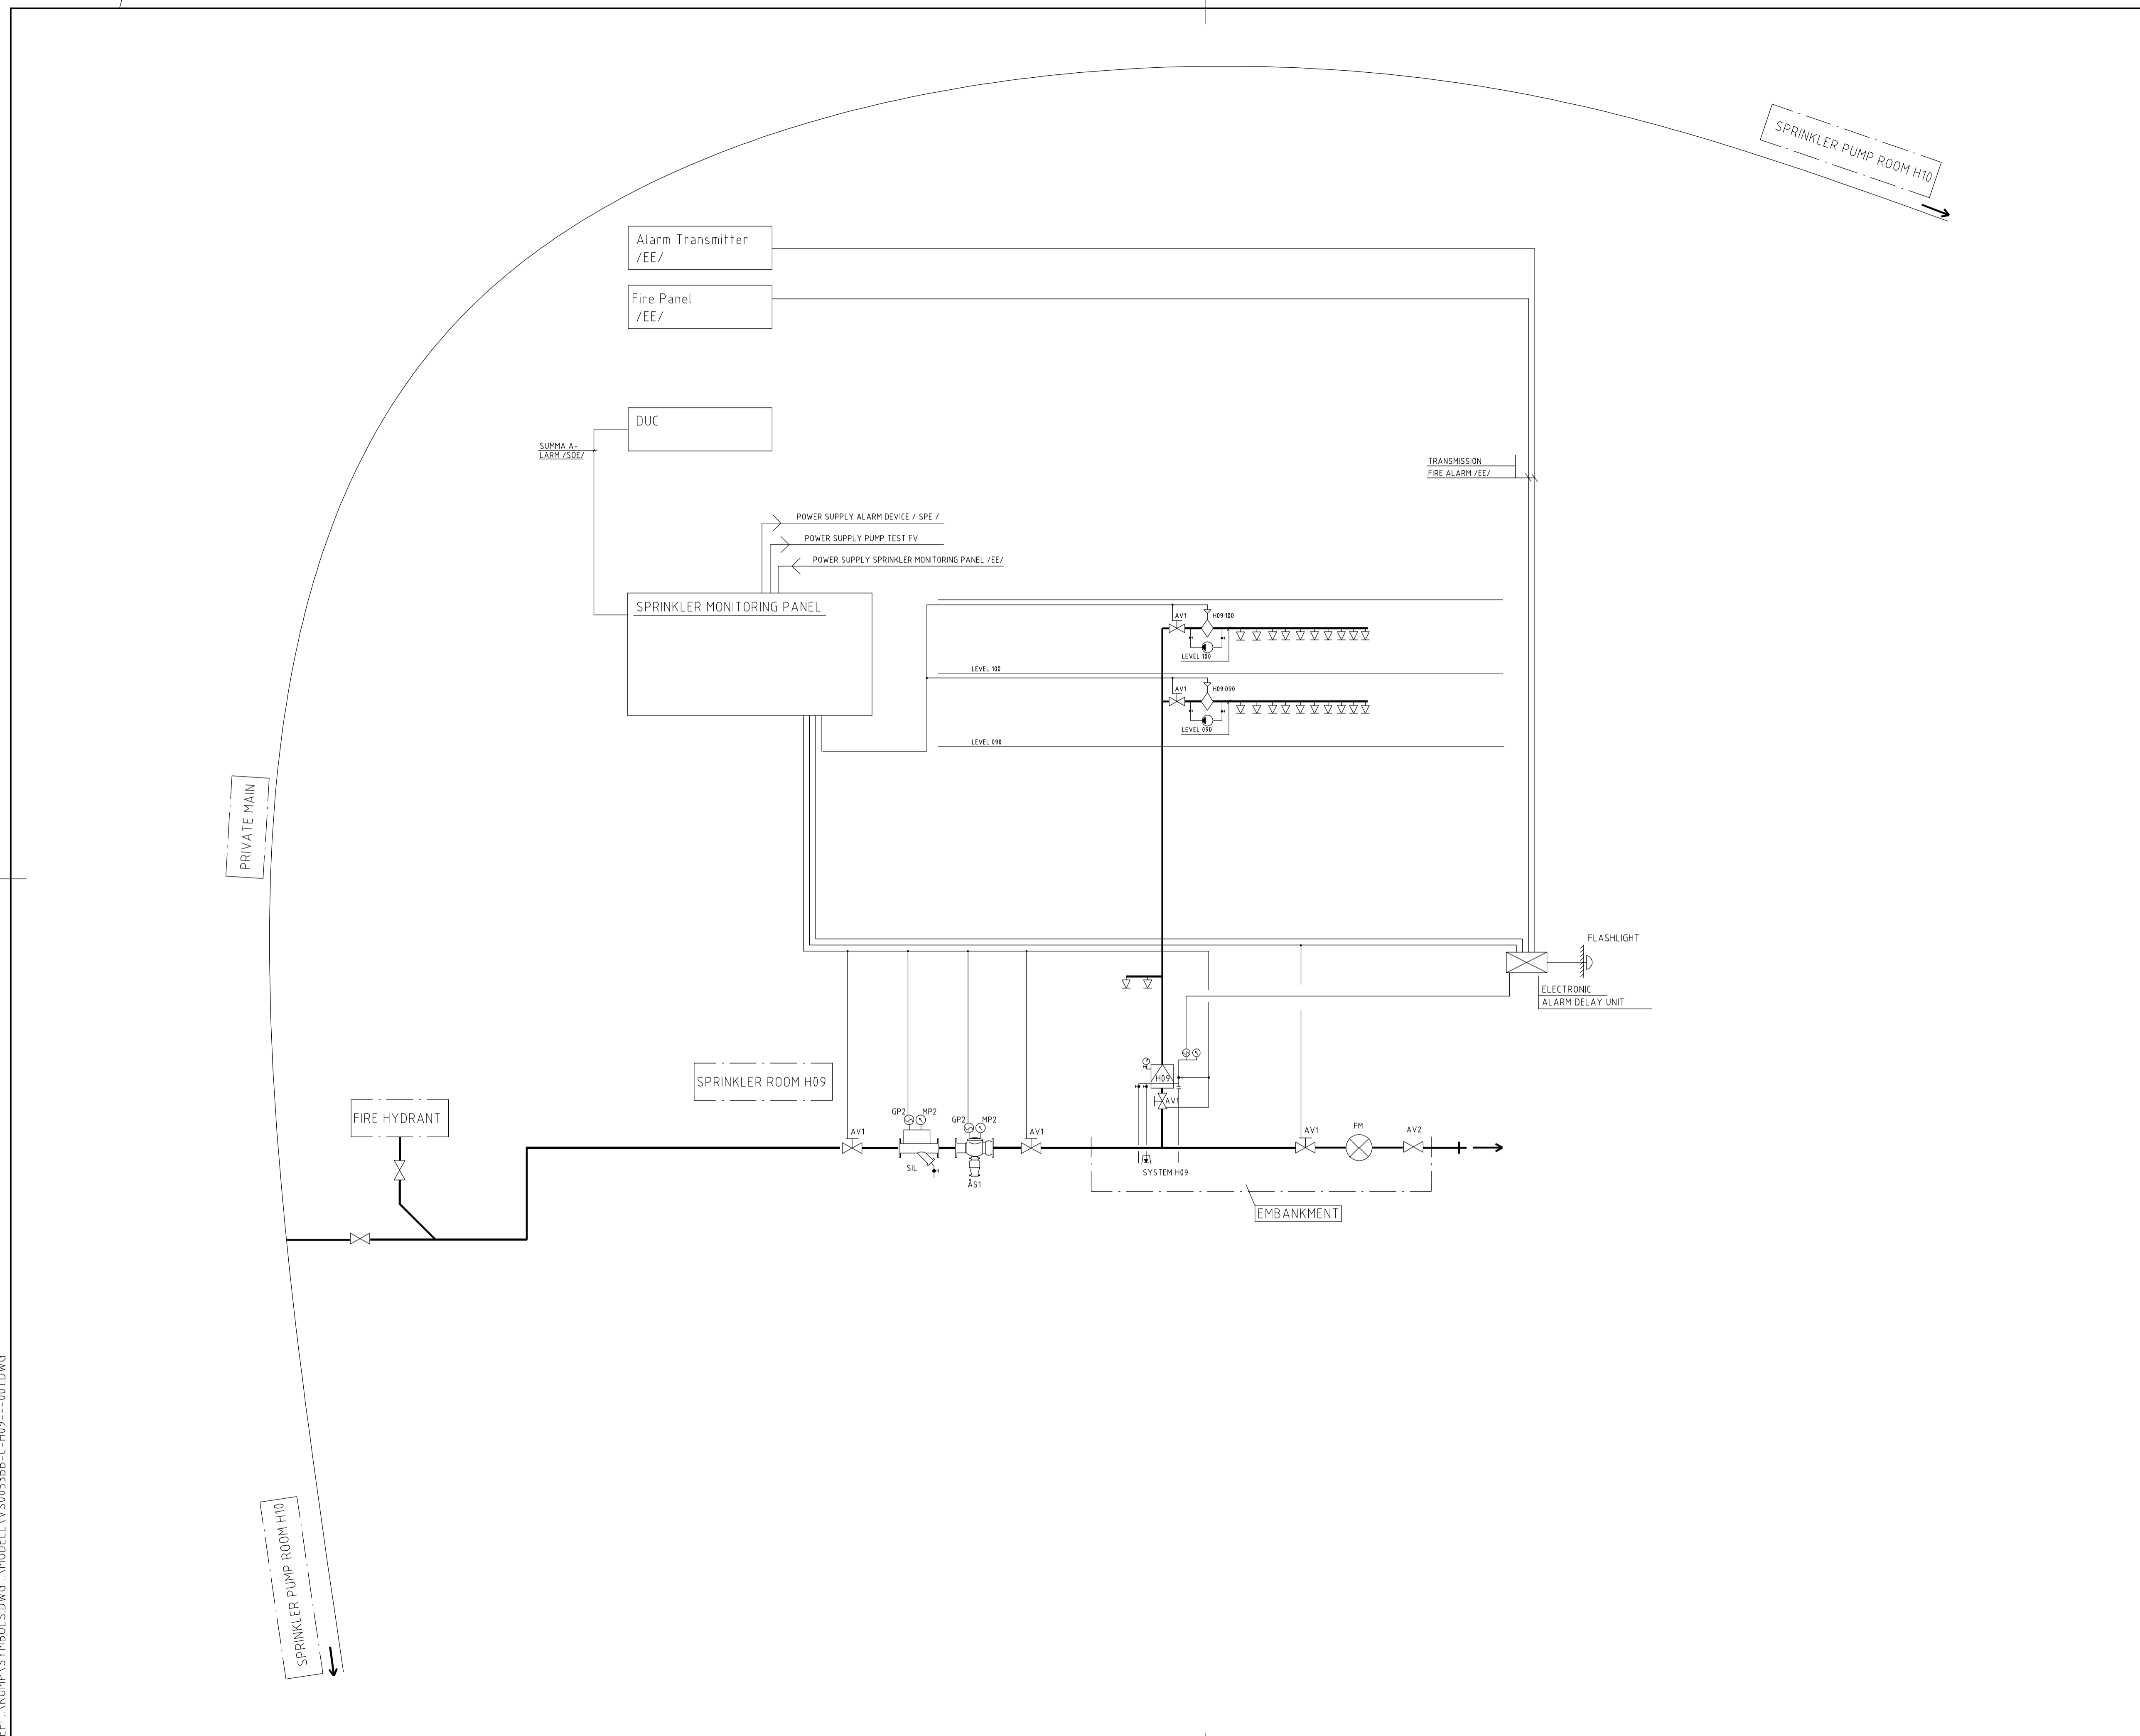 SPRINKLER PUMP ROOM H10
Alarm Transmitter
/EE/
Fire Panel
/EE/
DUC
SUMMA A-
LARM /SOE/
TRANSMISSION
FIRE ALARM /EE/
POWER SUPPLY ALARM DEVICE / SPE /
POWER SUPPLY PUMP TEST FV
POWER SUPPLY SPRINKLER MONITORING PANEL /EE/
SPRINKLER MONITORING PANEL
AV1
H09-100
LEVEL 100
LEVEL 100
AV1
H09-090
LEVEL 090
LEVEL 090
PRIVATE MAIN
FLASHLIGHT
ELECTRONIC
ALARM DELAY UNIT
SPRINKLER ROOM H09
H09
AV1
FIRE HYDRANT
AV1
GP2
MP2
SIL
GP2
MP2
ÅS1
AV1
SYSTEM H09
AV1
FM
AV2
EMBANKMENT
SPRINKLER PUMP ROOM H10